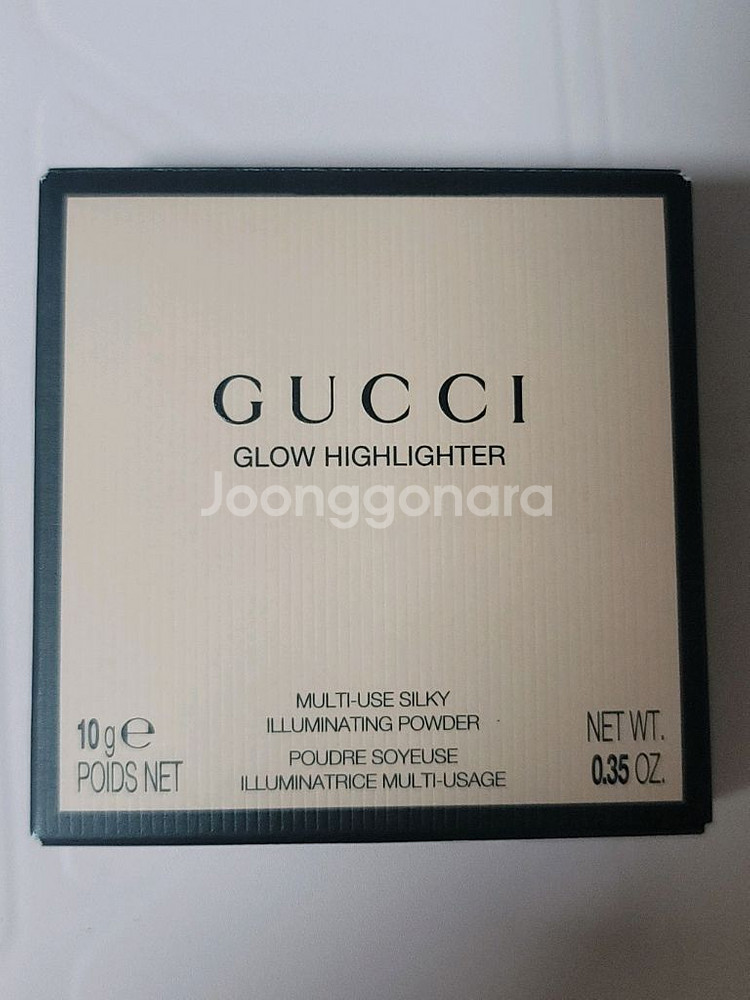 GUCCI
GLOW HIGHLIGHTER
Joonggonara
MULTI-USE SILKY
ILLUMINATING POWDER
POUDRE SOYEUSE
ILLUMINATRICE MULTI-USAGE
10 g ℮
POIDS NET
NET WT.
0.35 OZ.